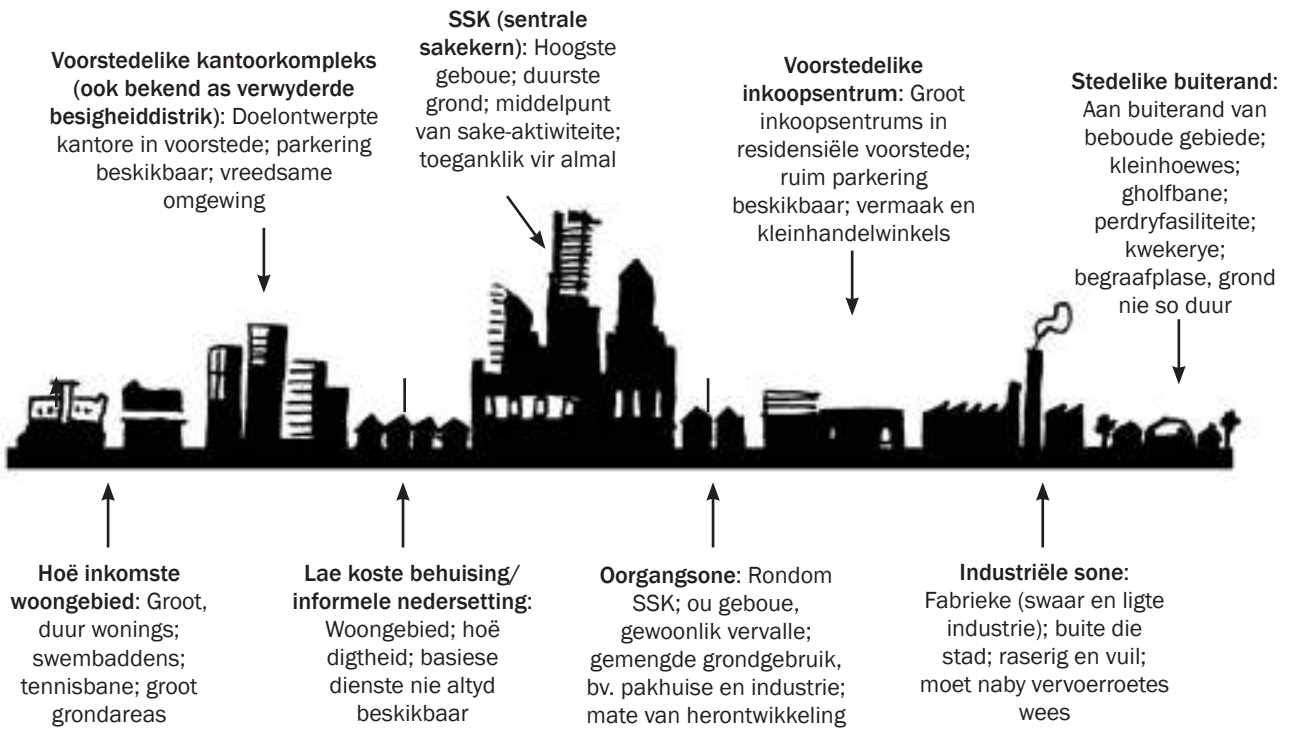 Voorstedelike kantoorkompleks
(ook bekend as verwyderde
besigheiddistrik): Doelontwerpte
kantore in voorstede; parkering
beskikbaar; vreedsame
omgewing
SSK (sentrale
sakekern): Hoogste
geboue; duurste
grond; middelpunt
van sake-aktiwiteite;
toeganklik vir almal
Voorstedelike
inkoopsentrum: Groot
inkoopsentrums in
residensiële voorstede;
ruim parkering
beskikbaar; vermaak en
kleinhandelwinkels
Stedelike buiterand:
Aan buiterand van
beboude gebiede;
kleinhoewes;
gholfbane;
perdryfasiliteite;
kwekerye;
begraafplase, grond
nie so duur
Hoë inkomste
woongebied: Groot,
duur wonings;
swembaddens;
tennisbane; groot
grondareas
Lae koste behuising/
informele nedersetting:
Woongebied; hoë
digtheid; basiese
dienste nie altyd
beskikbaar
Oorgangsone: Rondom
SSK; ou geboue,
gewoonlik vervalle;
gemengde grondgebruik,
bv. pakhuise en industrie;
mate van herontwikkeling
Industriële sone:
Fabrieke (swaar en ligte
industrie); buite die
stad; raserig en vuil;
moet naby vervoerroetes
wees